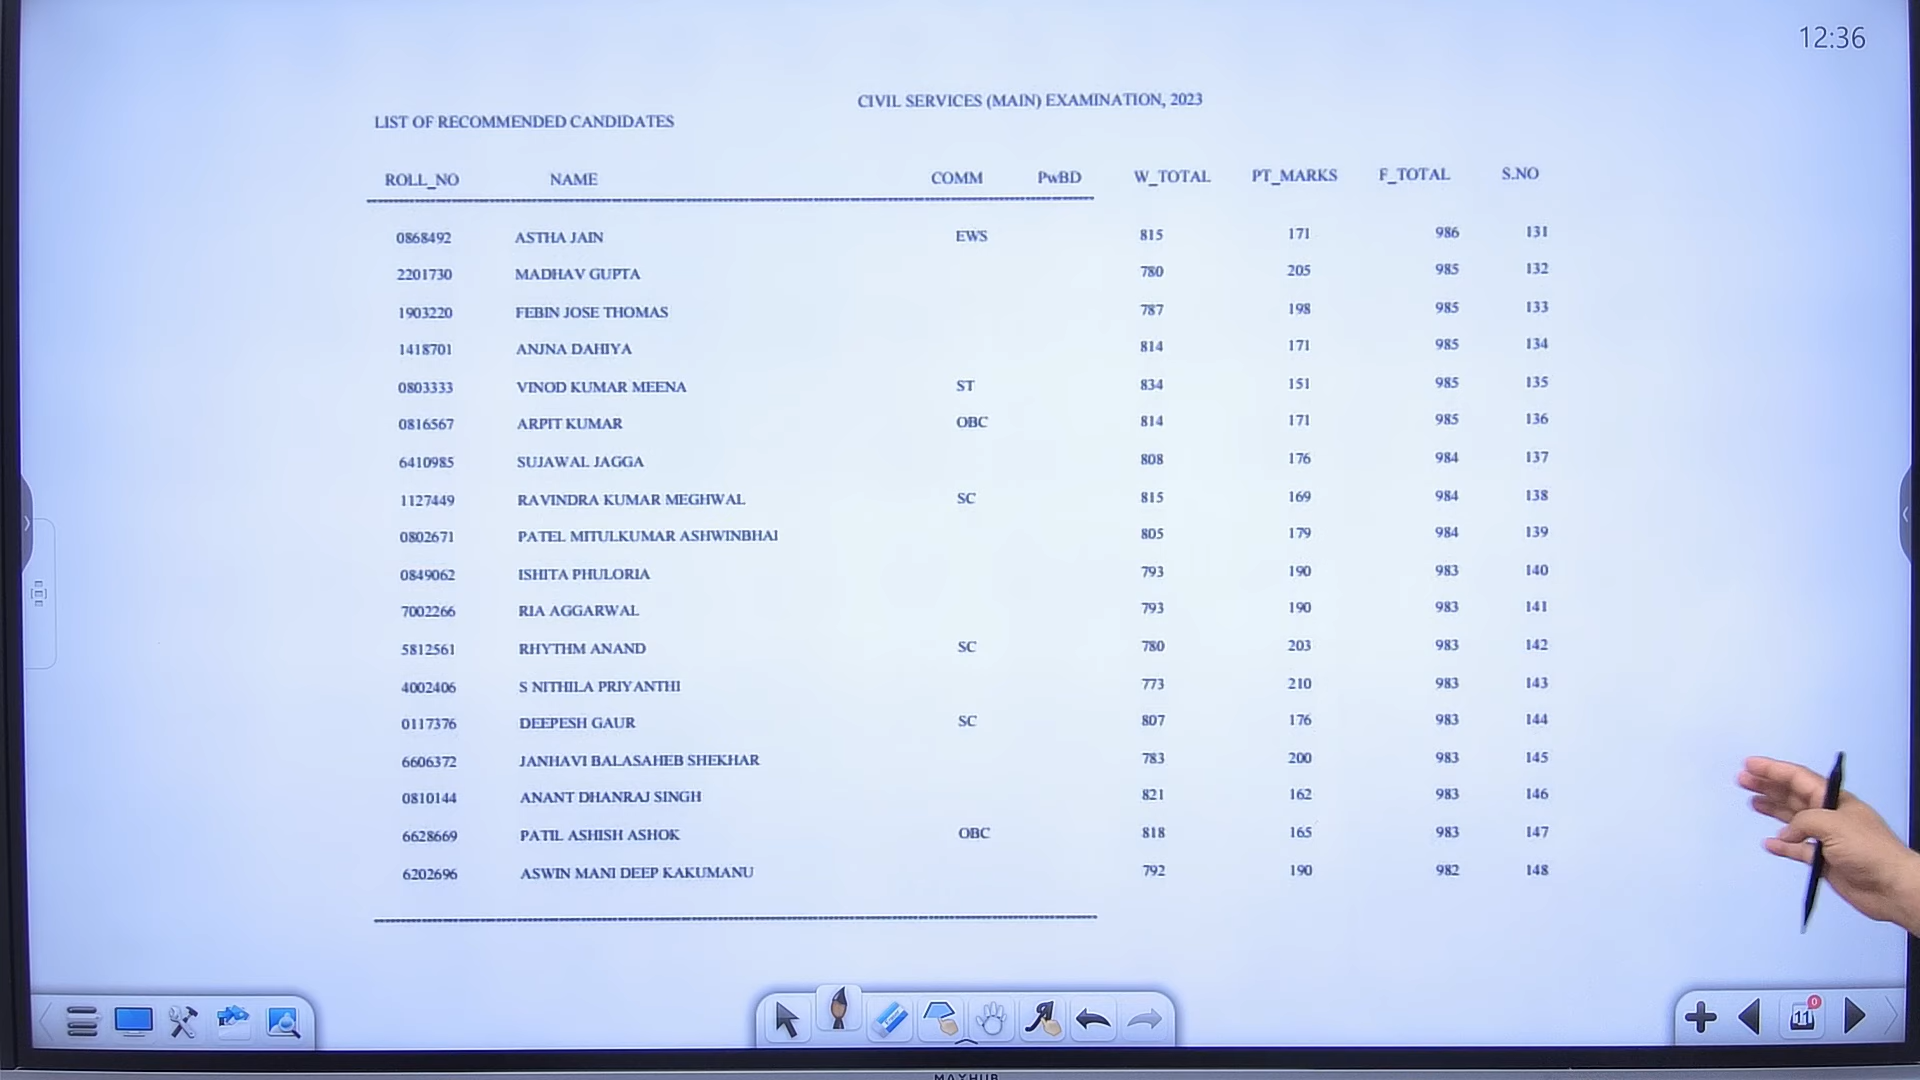 12:36
CIVIL SERVICES (MAIN) EXAMINATION, 2023
LIST OF RECOMMENDED CANDIDATES
ROLL_NO NAME COMM PwBD W_TOTAL PT_MARKS F_TOTAL S.NO
0868492 ASTHA JAIN EWS 815 171 986 131
2201730 MADHAV GUPTA 780 205 985 132
1903220 FEBIN JOSE THOMAS 787 198 985 133
1418701 ANJNA DAHIYA 814 171 985 134
0803333 VINOD KUMAR MEENA ST 834 151 985 135
0816567 ARPIT KUMAR OBC 814 171 985 136
6410985 SUJAWAL JAGGA 808 176 984 137
1127449 RAVINDRA KUMAR MEGHWAL SC 815 169 984 138
0802671 PATEL MITULKUMAR ASHWINBHAI 805 179 984 139
0849062 ISHITA PHULORIA 793 190 983 140
7002266 RIA AGGARWAL 793 190 983 141
5812561 RHYTHM ANAND SC 780 203 983 142
4002406 S NITHILA PRIYANTHI 773 210 983 143
0117376 DEEPESH GAUR SC 807 176 983 144
6606372 JANHAVI BALASAHEB SHEKHAR 783 200 983 145
0810144 ANANT DHANRAJ SINGH 821 162 983 146
6628669 PATIL ASHISH ASHOK OBC 818 165 983 147
6202696 ASWIN MANI DEEP KAKUMANU 792 190 982 148
0
11
MAXHUB